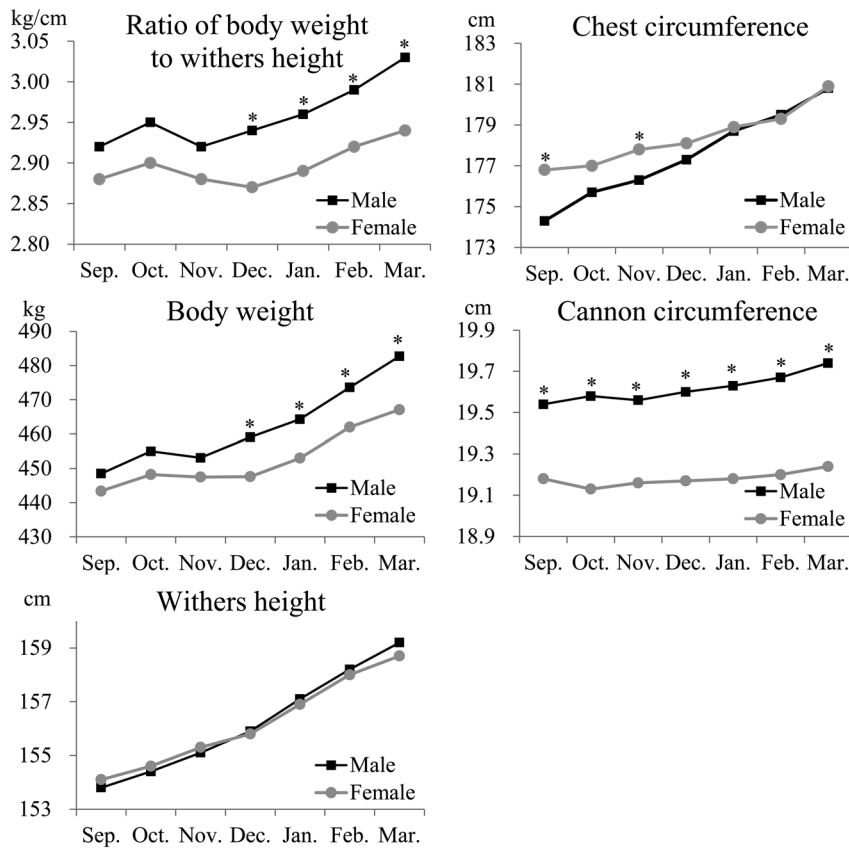 kg/cm
Ratio of body weight
to withers height
3.05
3.00
2.95
2.90
2.85
2.80
* * * *
Male
Female
Sep. Oct. Nov. Dec. Jan. Feb. Mar.
cm
Chest circumference
183
181
179
177
175
173
* *
Male
Female
Sep. Oct. Nov. Dec. Jan. Feb. Mar.
kg
Body weight
490
480
470
460
450
440
430
* * * *
Male
Female
Sep. Oct. Nov. Dec. Jan. Feb. Mar.
cm
Cannon circumference
19.9
19.7
19.5
19.3
19.1
18.9
* * * * * * *
Male
Female
Sep. Oct. Nov. Dec. Jan. Feb. Mar.
cm
Withers height
159
157
155
153
Male
Female
Sep. Oct. Nov. Dec. Jan. Feb. Mar.